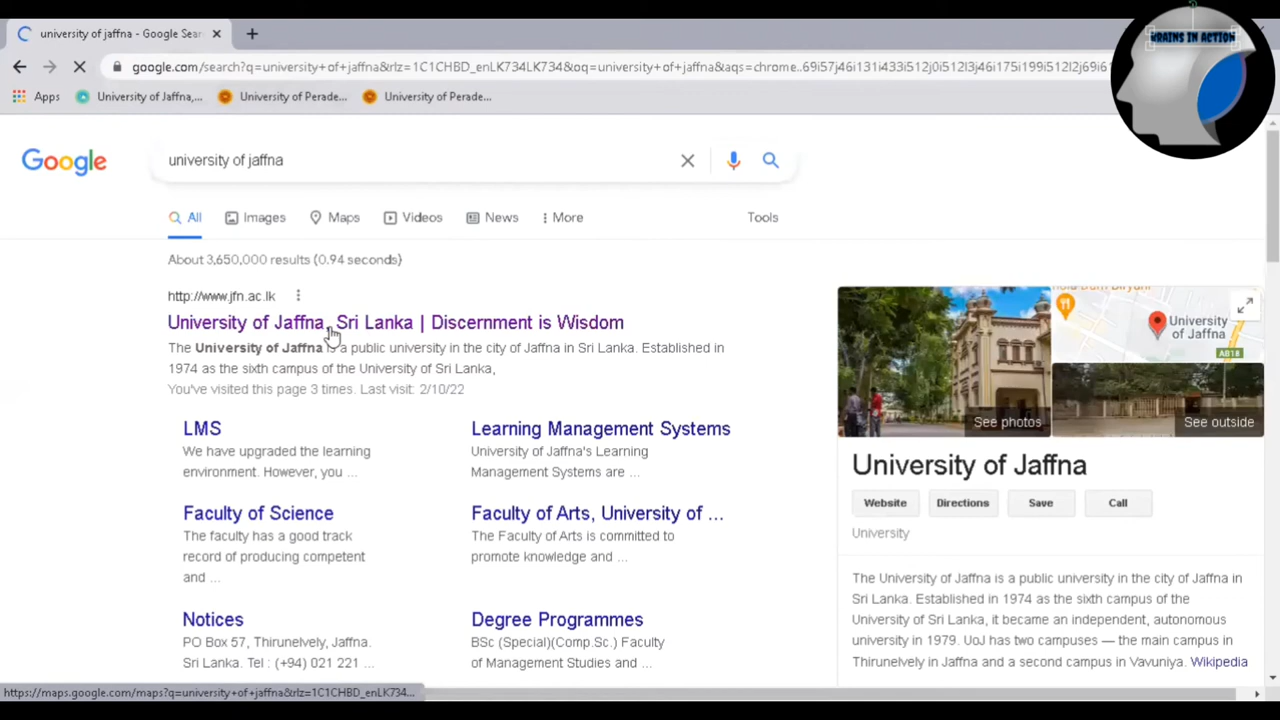 university of jaffna - Google Sear
google.com/search?q=university+of+jaffna&rlz=1C1CHBD_enLK734LK734&oq=university+of+jaffna&aqs=chrome..69i57j46i131i433i512j0i512l3j46i175i199i512l2j69i6
BRAINS IN ACTION
Apps University of Jaffna,... University of Perade... University of Perade...
Google university of jaffna
All Images Maps Videos News More Tools
About 3,650,000 results (0.94 seconds)
http://www.jfn.ac.lk
University of Jaffna, Sri Lanka | Discernment is Wisdom
The University of Jaffna is a public university in the city of Jaffna in Sri Lanka. Established in
1974 as the sixth campus of the University of Sri Lanka,
You've visited this page 3 times. Last visit: 2/10/22
LMS
We have upgraded the learning
environment. However, you ...
Learning Management Systems
University of Jaffna's Learning
Management Systems are ...
Faculty of Science
The faculty has a good track
record of producing competent
and ...
Faculty of Arts, University of ...
The Faculty of Arts is committed to
promote knowledge and ...
Notices
PO Box 57, Thirunelvely, Jaffna.
Sri Lanka. Tel : (+94) 021 221 ...
Degree Programmes
BSc (Special)(Comp.Sc.) Faculty
of Management Studies and ...
University
of Jaffna
AB18
See photos
See outside
University of Jaffna
Website Directions Save Call
University
The University of Jaffna is a public university in the city of Jaffna in
Sri Lanka. Established in 1974 as the sixth campus of the
University of Sri Lanka, it became an independent, autonomous
university in 1979. UoJ has two campuses — the main campus in
Thirunelvely in Jaffna and a second campus in Vavuniya. Wikipedia
https://maps.google.com/maps?q=university+of+jaffna&rlz=1C1CHBD_enLK734...